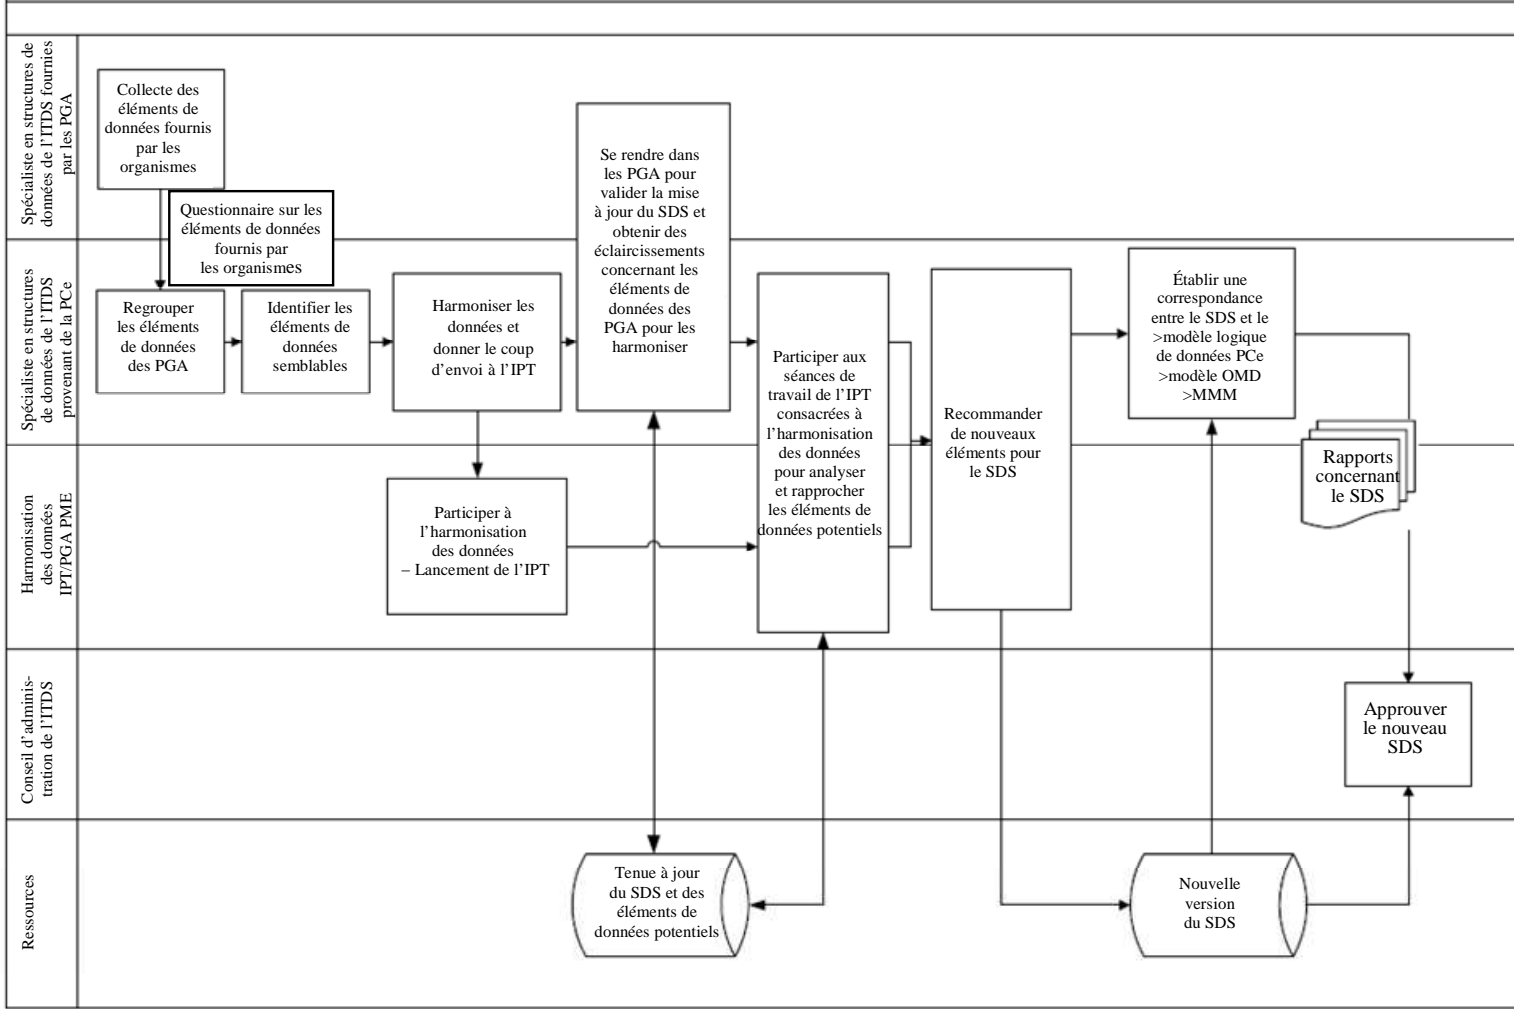 Spécialiste en structures de
données de l'ITDS fournies
par les PGA
Collecte des
éléments de
données fournis
par les
organismes
Questionnaire sur les
éléments de données
fournis par
les organismes
Se rendre dans
les PGA pour
valider la mise
à jour du SDS et
obtenir des
éclaircissements
concernant les
éléments de
données des
PGA pour les
harmoniser
Spécialiste en structures
de données de l'ITDS
provenant de la PCe
Regrouper
les éléments
de données
des PGA
Identifier les
éléments de
données
semblables
Harmoniser les
données et
donner le coup
d'envoi à l'IPT
Participer aux
séances de
travail de l'IPT
consacrées à
l'harmonisation
des données
pour analyser
et rapprocher
les éléments de
données potentiels
Recommander
de nouveaux
éléments pour
le SDS
Établir une
correspondance
entre le SDS et le
>modèle logique
de données PCe
>modèle OMD
>MMM
Rapports
concernant
le SDS
Harmonisation
des données
IPT/PGA PME
Participer à
l'harmonisation
des données
– Lancement de l'IPT
Conseil d'adminis-
tration de l'ITDS
Approuver
le nouveau
SDS
Ressources
Tenue à jour
du SDS et des
éléments de
données potentiels
Nouvelle
version
du SDS